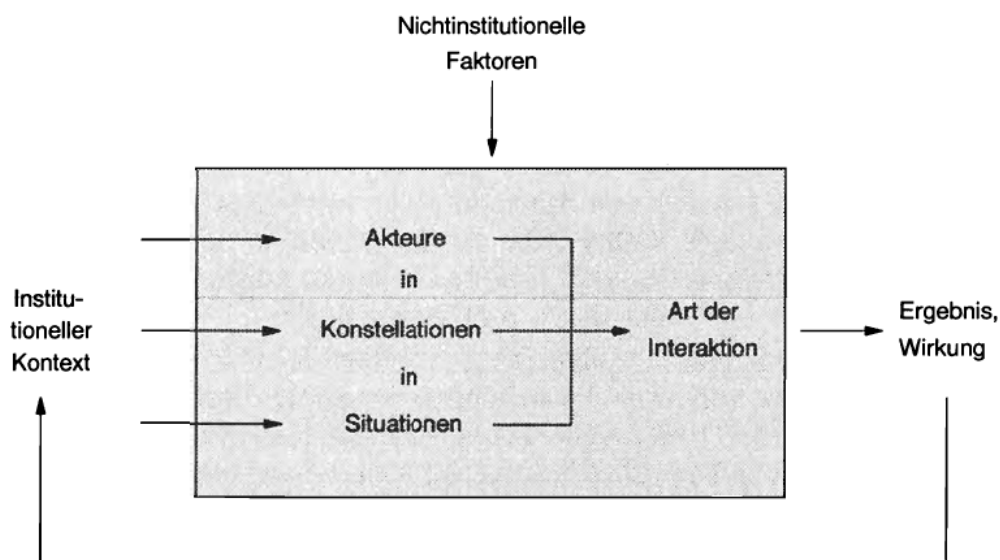 Nichtinstitutionelle
Faktoren
Akteure
in
Institu-
tioneller
Kontext
Konstellationen
in
Situationen
Art der
Interaktion
Ergebnis,
Wirkung